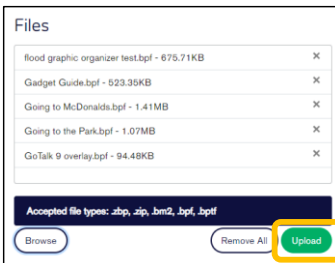 Files
flood graphic organizer test.bpf - 675.71KB ×
Gadget Guide.bpf - 523.35KB ×
Going to McDonalds.bpf - 1.41MB ×
Going to the Park.bpf - 1.07MB ×
GoTalk 9 overlay.bpf - 94.48KB ×
Accepted file types: .zbp, .zip, .bm2, .bpf, .bptf
Browse Remove All Upload